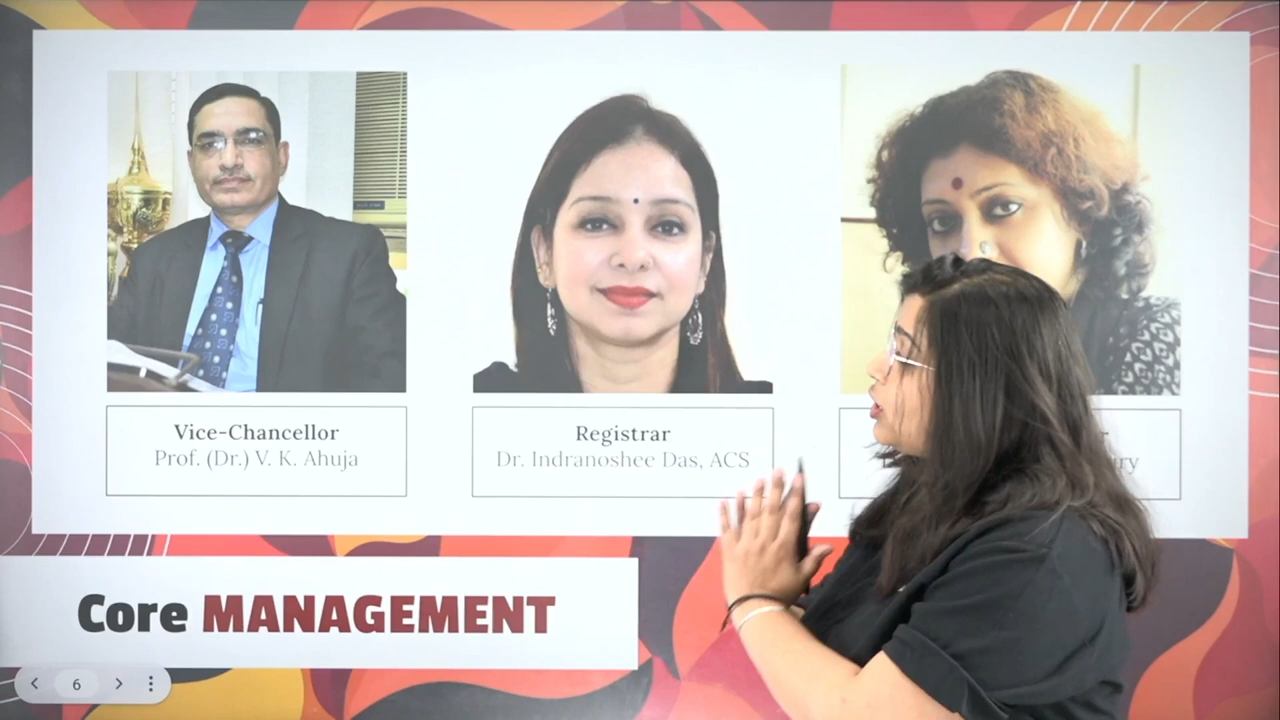 Vice-Chancellor
Prof. (Dr.) V. K. Ahuja
Registrar
Dr. Indranoshee Das, ACS
Core MANAGEMENT
6